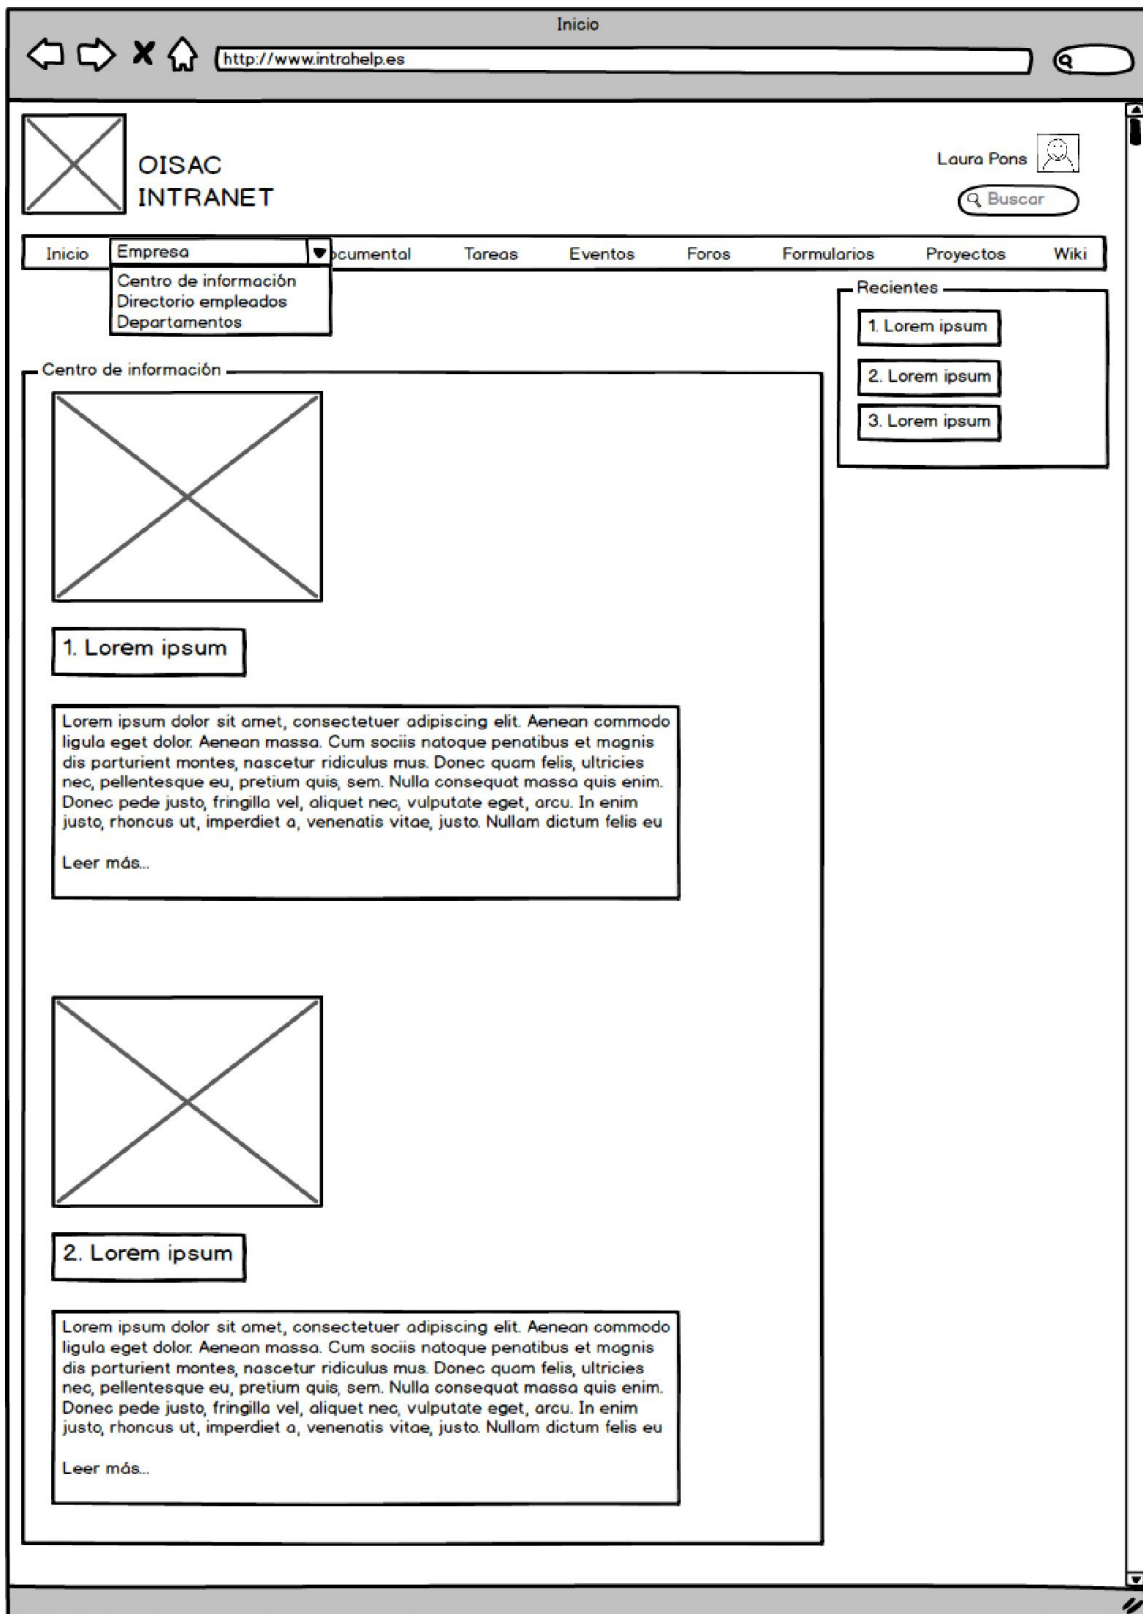 Inicio
http://www.intrahelp.es
OISAC
INTRANET
Laura Pons
Buscar
Inicio Empresa ocumental Tareas Eventos Foros Formularios Proyectos Wiki
Centro de información
Directorio empleados
Departamentos
Recientes
1. Lorem ipsum
2. Lorem ipsum
3. Lorem ipsum
Centro de información
1. Lorem ipsum
Lorem ipsum dolor sit amet, consectetuer adipiscing elit. Aenean commodo
ligula eget dolor. Aenean massa. Cum sociis natoque penatibus et magnis
dis parturient montes, nascetur ridiculus mus. Donec quam felis, ultricies
nec, pellentesque eu, pretium quis, sem. Nulla consequat massa quis enim.
Donec pede justo, fringilla vel, aliquet nec, vulputate eget, arcu. In enim
justo, rhoncus ut, imperdiet a, venenatis vitae, justo. Nullam dictum felis eu
Leer más...
2. Lorem ipsum
Lorem ipsum dolor sit amet, consectetuer adipiscing elit. Aenean commodo
ligula eget dolor. Aenean massa. Cum sociis natoque penatibus et magnis
dis parturient montes, nascetur ridiculus mus. Donec quam felis, ultricies
nec, pellentesque eu, pretium quis, sem. Nulla consequat massa quis enim.
Donec pede justo, fringilla vel, aliquet nec, vulputate eget, arcu. In enim
justo, rhoncus ut, imperdiet a, venenatis vitae, justo. Nullam dictum felis eu
Leer más...